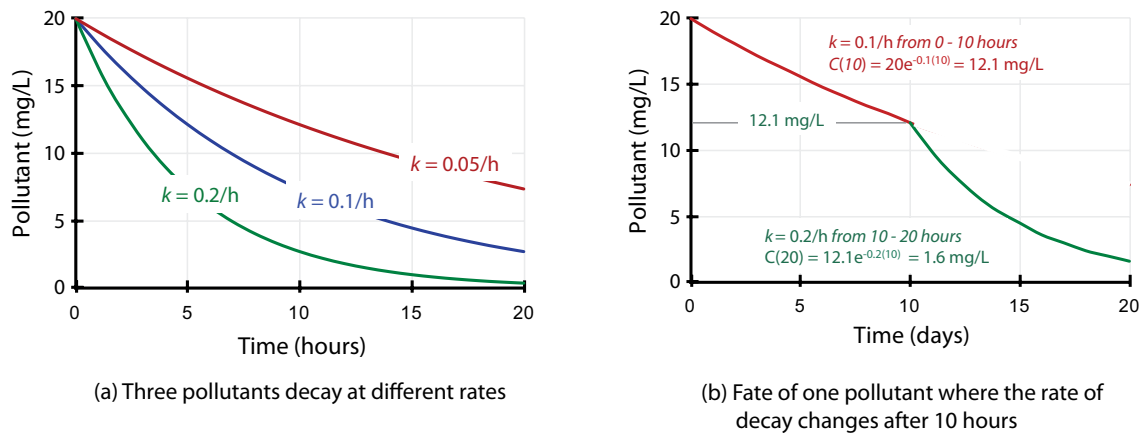 20
15
10
5
0
Pollutant (mg/L)
k = 0.05/h
k = 0.2/h
k = 0.1/h
0
5
10
15
20
Time (hours)
(a) Three pollutants decay at different rates
20
15
10
5
0
Pollutant (mg/L)
k = 0.1/h from 0 - 10 hours
C(10) = 20e-0.1(10) = 12.1 mg/L
12.1 mg/L
k = 0.2/h from 10 - 20 hours
C(20) = 12.1e-0.2(10) = 1.6 mg/L
0
5
10
15
20
Time (days)
(b) Fate of one pollutant where the rate of
decay changes after 10 hours